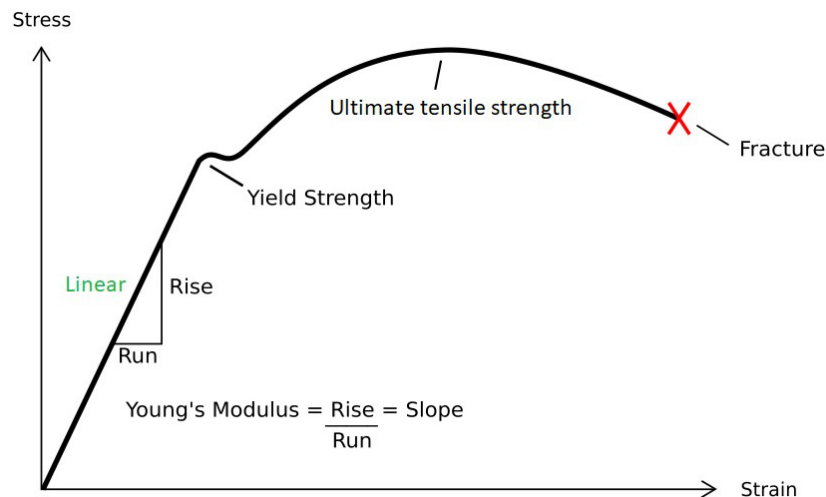 Stress
Ultimate tensile strength
Fracture
Yield Strength
Linear
Rise
Run
Young's Modulus = Rise = Slope
Run
Strain